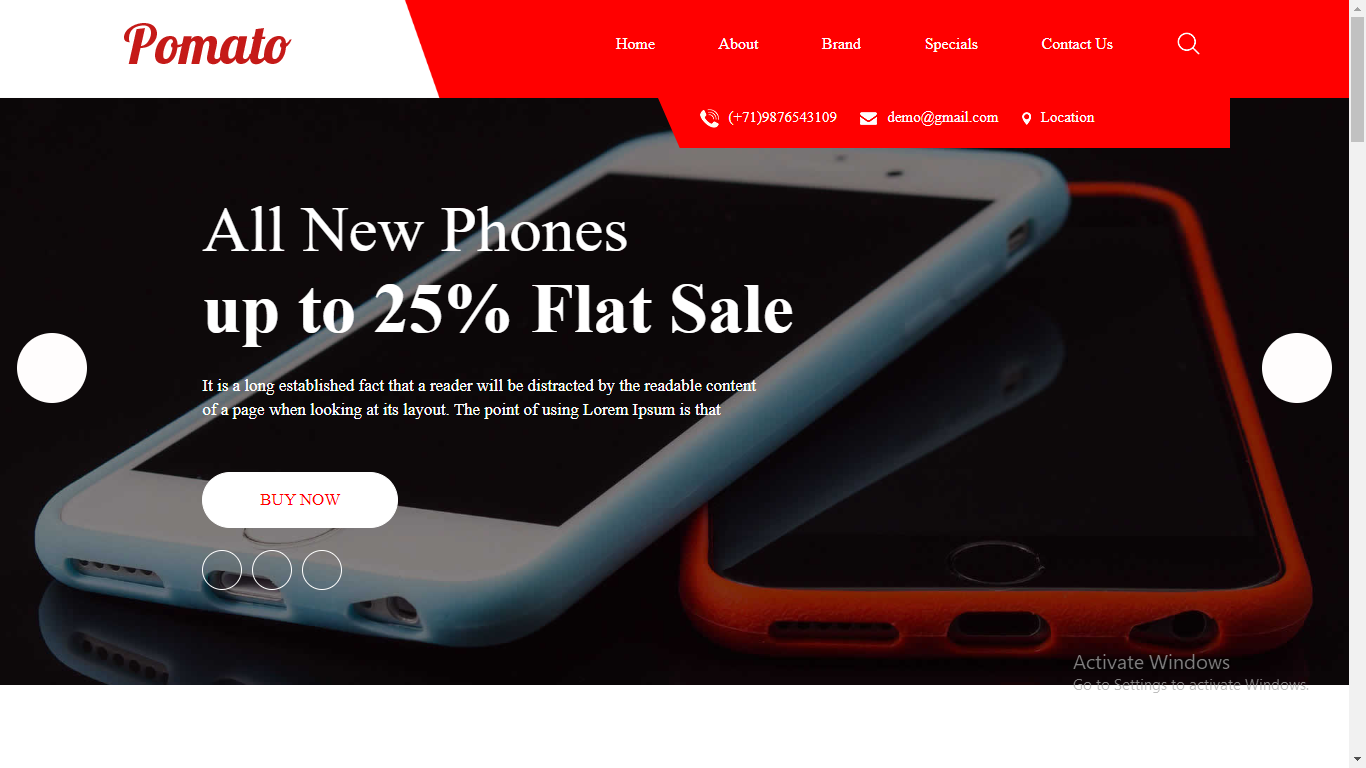 Pomato
Home About Brand Specials Contact Us
(+71)9876543109 demo@gmail.com Location
All New Phones
up to 25% Flat Sale
It is a long established fact that a reader will be distracted by the readable content
of a page when looking at its layout. The point of using Lorem Ipsum is that
BUY NOW
Activate Windows
Go to Settings to activate Windows.